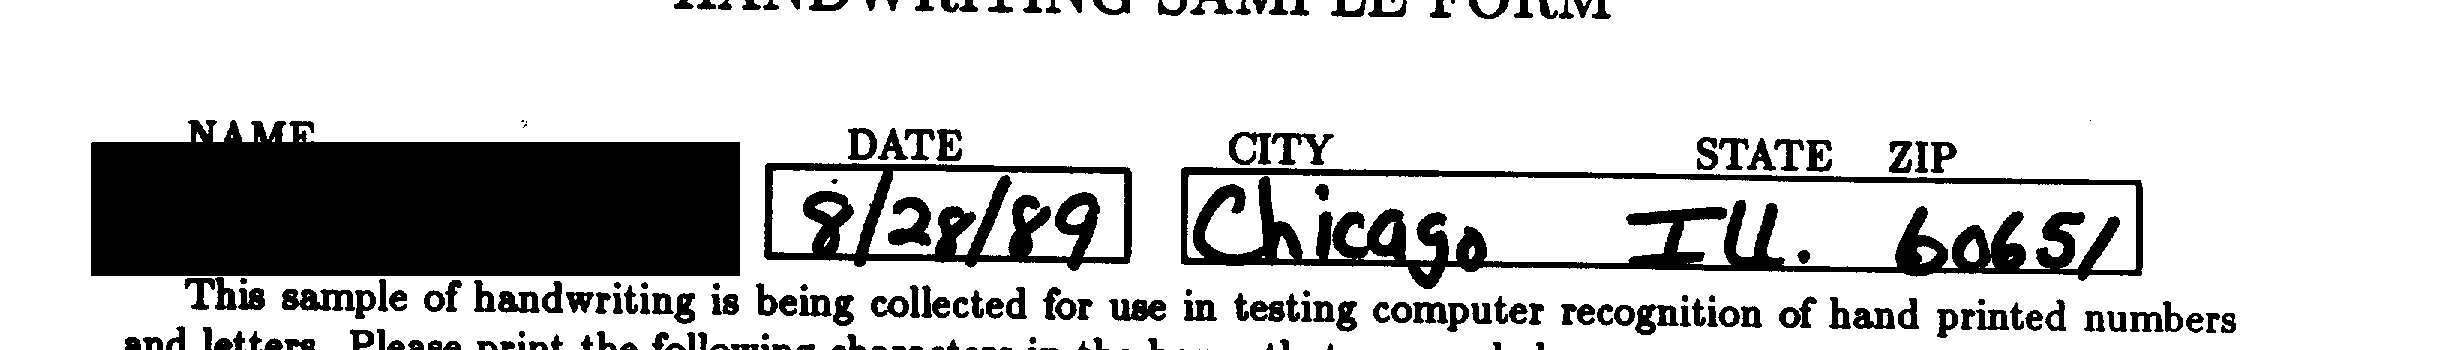 HANDWRITING SAMPLE FORM
NAME DATE CITY STATE ZIP
8/28/89 Chicago Ill. 60651
This sample of handwriting is being collected for use in testing computer recognition of hand printed numbers
and letters. Please print the following characters in the boxes that